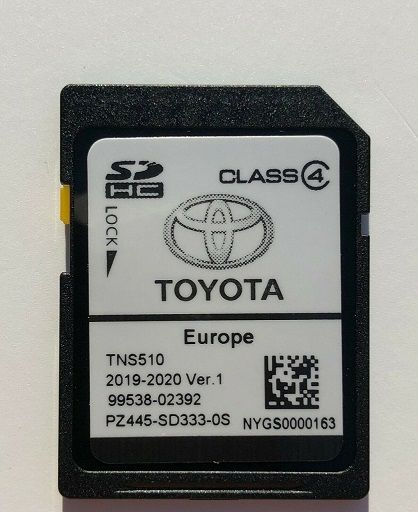 SD
HC
CLASS 4
LOCK
TOYOTA
Europe
TNS510
2019-2020 Ver.1
99538-02392
PZ445-SD333-0S
NYGS0000163